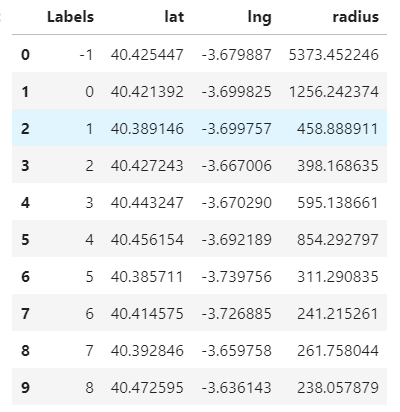 Labels lat lng radius
0 -1 40.425447 -3.679887 5373.452246
1 0 40.421392 -3.699825 1256.242374
2 1 40.389146 -3.699757 458.888911
3 2 40.427243 -3.667006 398.168635
4 3 40.443247 -3.670290 595.138661
5 4 40.456154 -3.692189 854.292797
6 5 40.385711 -3.739756 311.290835
7 6 40.414575 -3.726885 241.215261
8 7 40.392846 -3.659758 261.758044
9 8 40.472595 -3.636143 238.057879